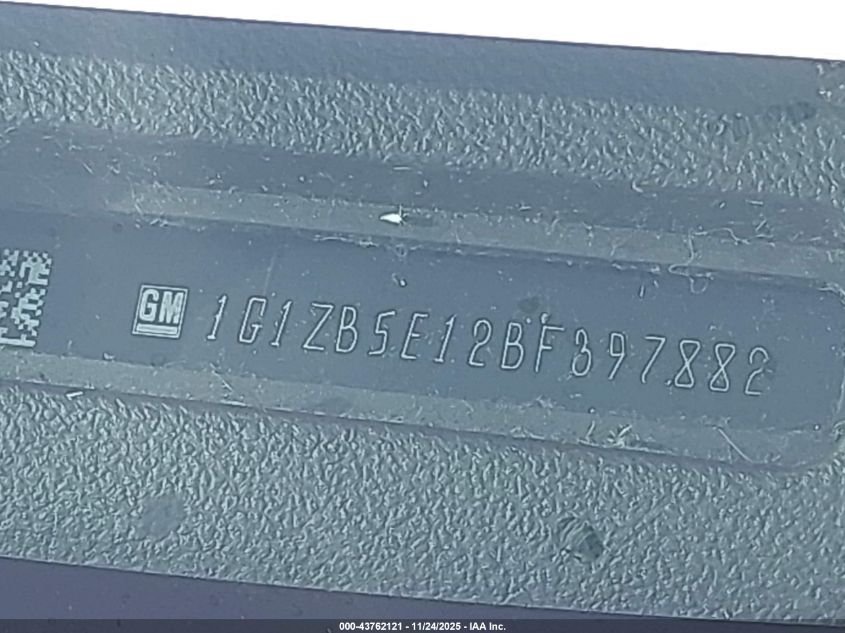 GM 1G1ZB5E12BF397882
000-43762121 - 11/24/2025 - IAA Inc.